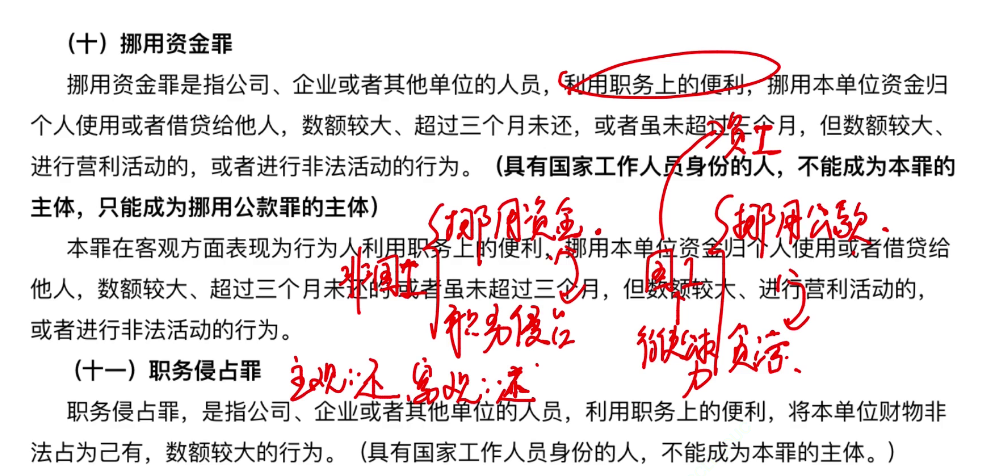 （十）挪用资金罪
挪用资金罪是指公司、企业或者其他单位的人员，利用职务上的便利，挪用本单位资金归
个人使用或者借贷给他人，数额较大、超过三个月未还，或者虽未超过三个月，但数额较大、
进行营利活动的，或者进行非法活动的行为。（具有国家工作人员身份的人，不能成为本罪的
主体，只能成为挪用公款罪的主体）
挪用资金.
挪用公款.
本罪在客观方面表现为行为人利用职务上的便利，挪用本单位资金归个人使用或者借贷给
非国工
国工
他人，数额较大、超过三个月未还的或者虽未超过三个月，但数额较大、进行营利活动的，
或者进行非法活动的行为。
职务侵占
贪污.
（十一）职务侵占罪
主观：还、客观：还
职务侵占罪，是指公司、企业或者其他单位的人员，利用职务上的便利，将本单位财物非
法占为己有，数额较大的行为。（具有国家工作人员身份的人，不能成为本罪的主体。）